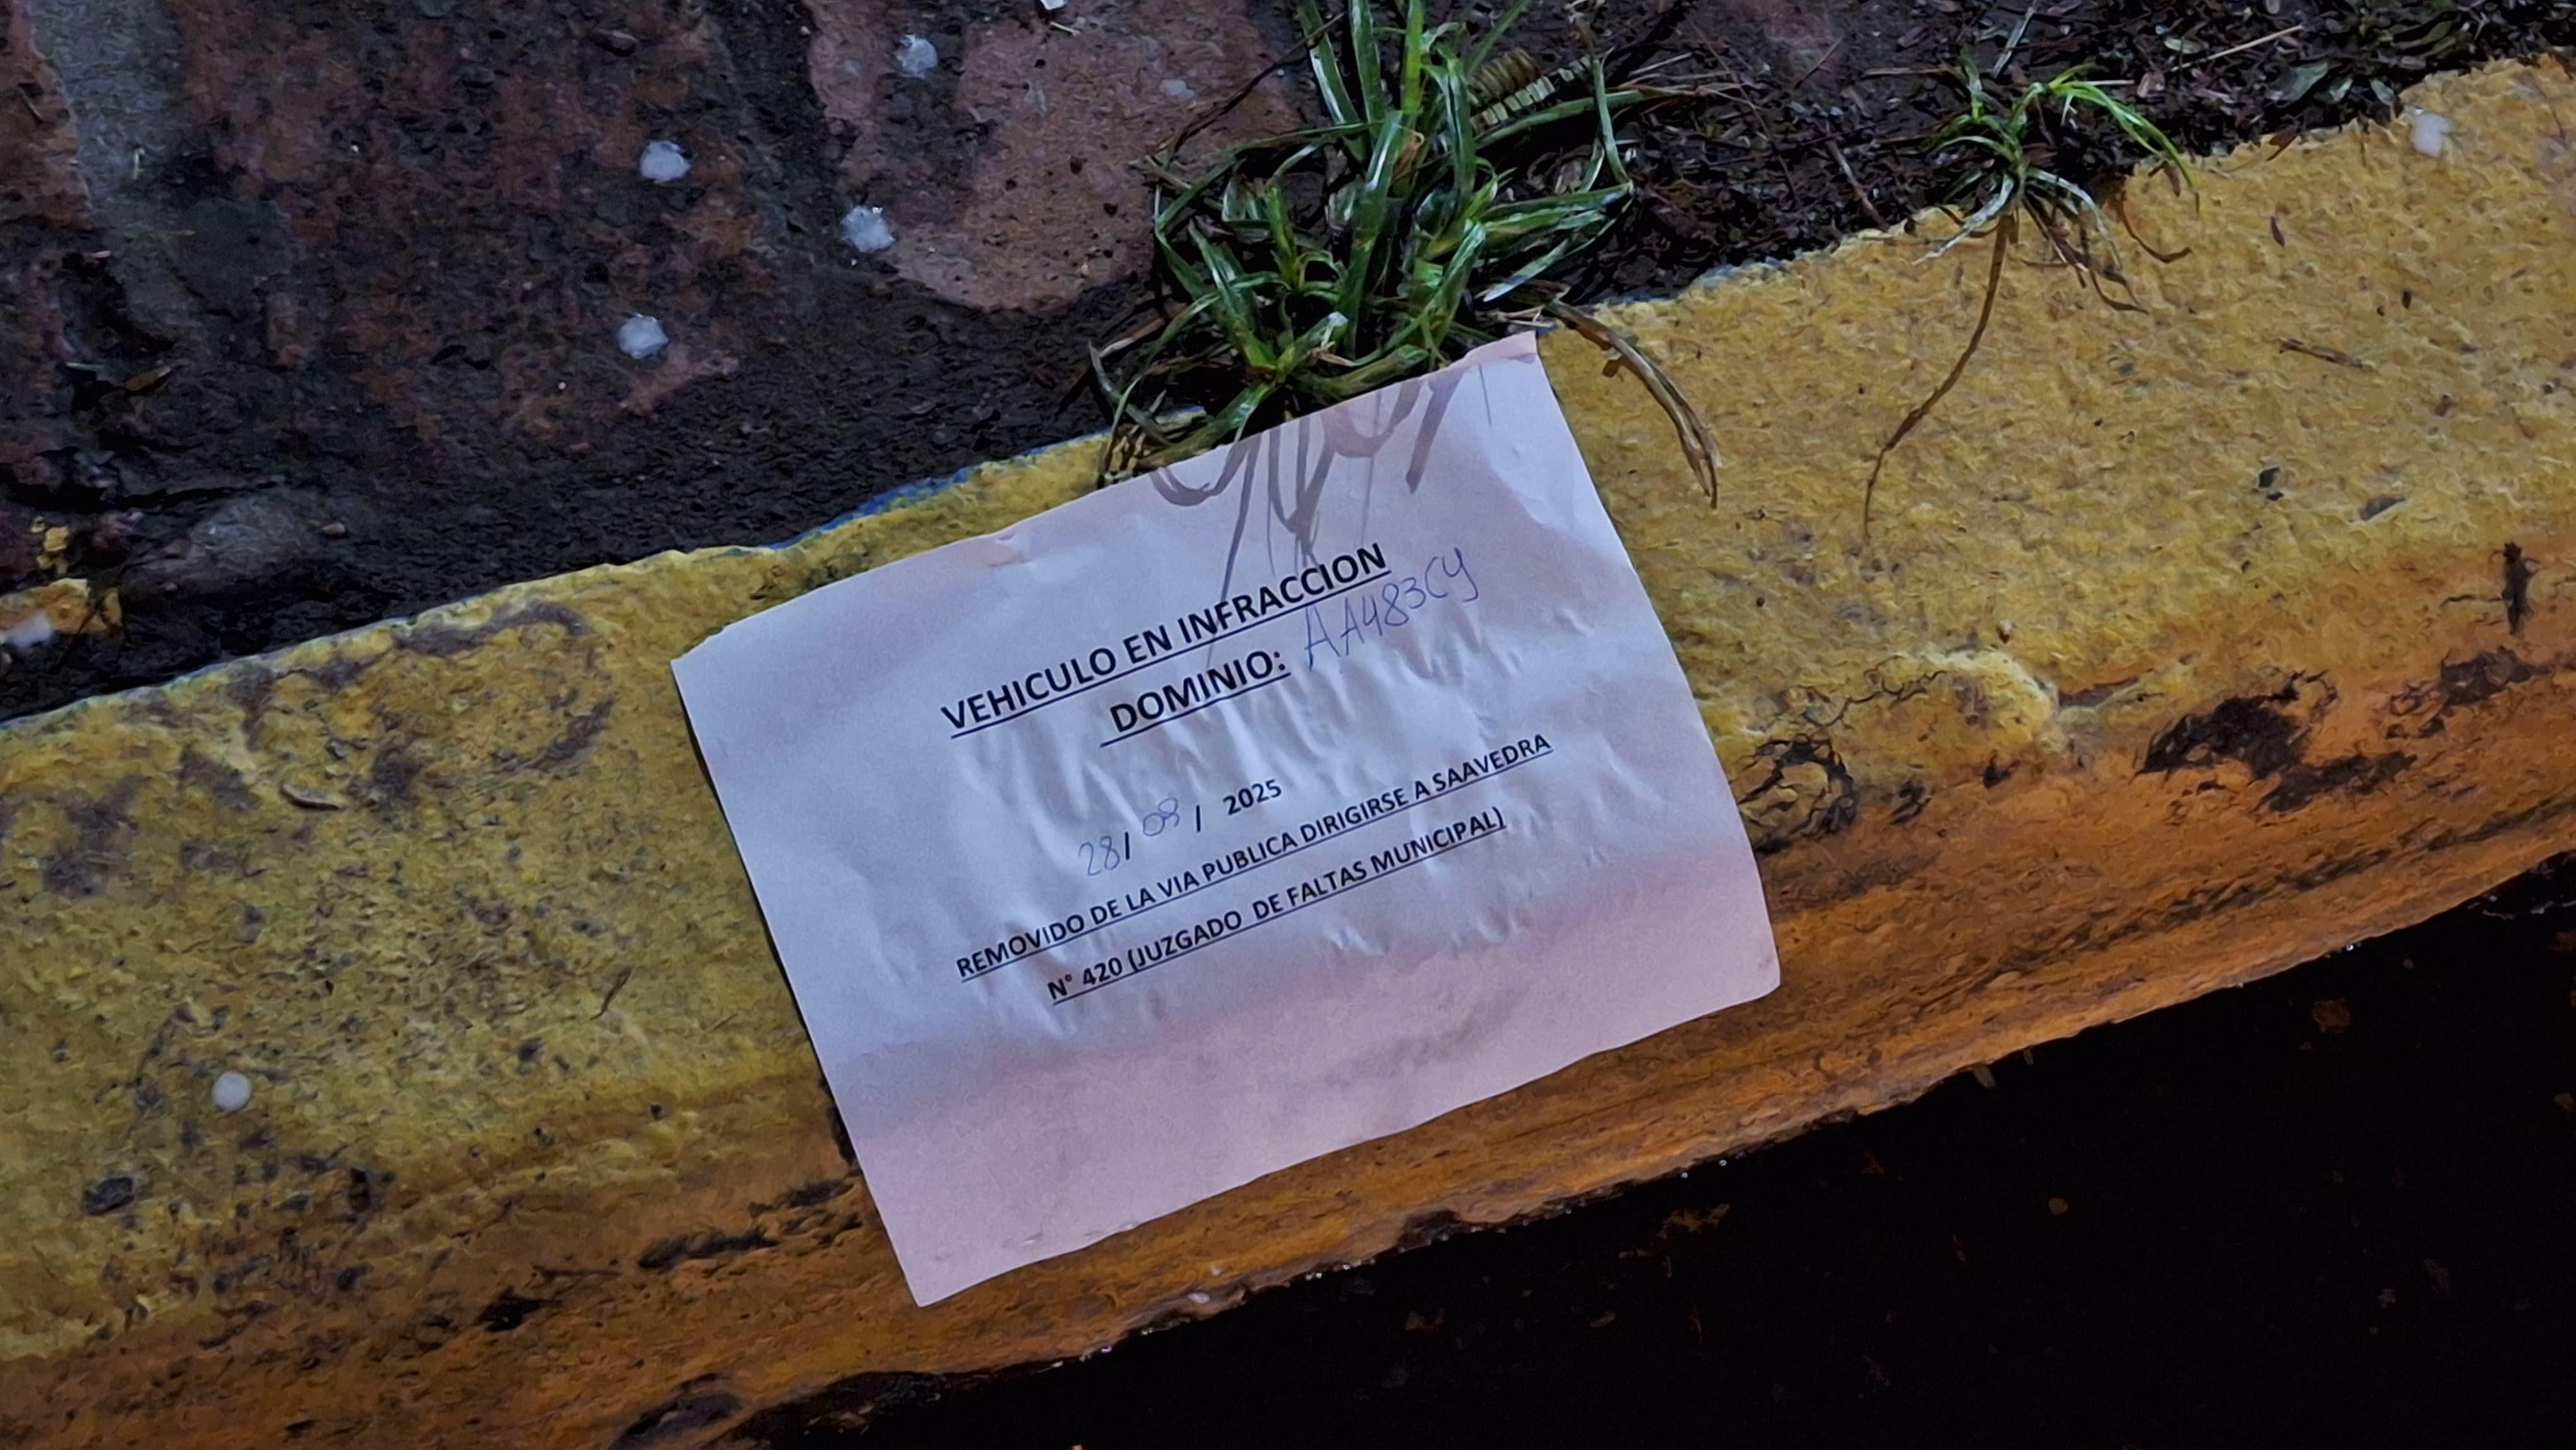 VEHICULO EN INFRACCION
DOMINIO: AA483CY
28/ 09 / 2025
REMOVIDO DE LA VIA PUBLICA DIRIGIRSE A SAAVEDRA
N° 420 (JUZGADO DE FALTAS MUNICIPAL)